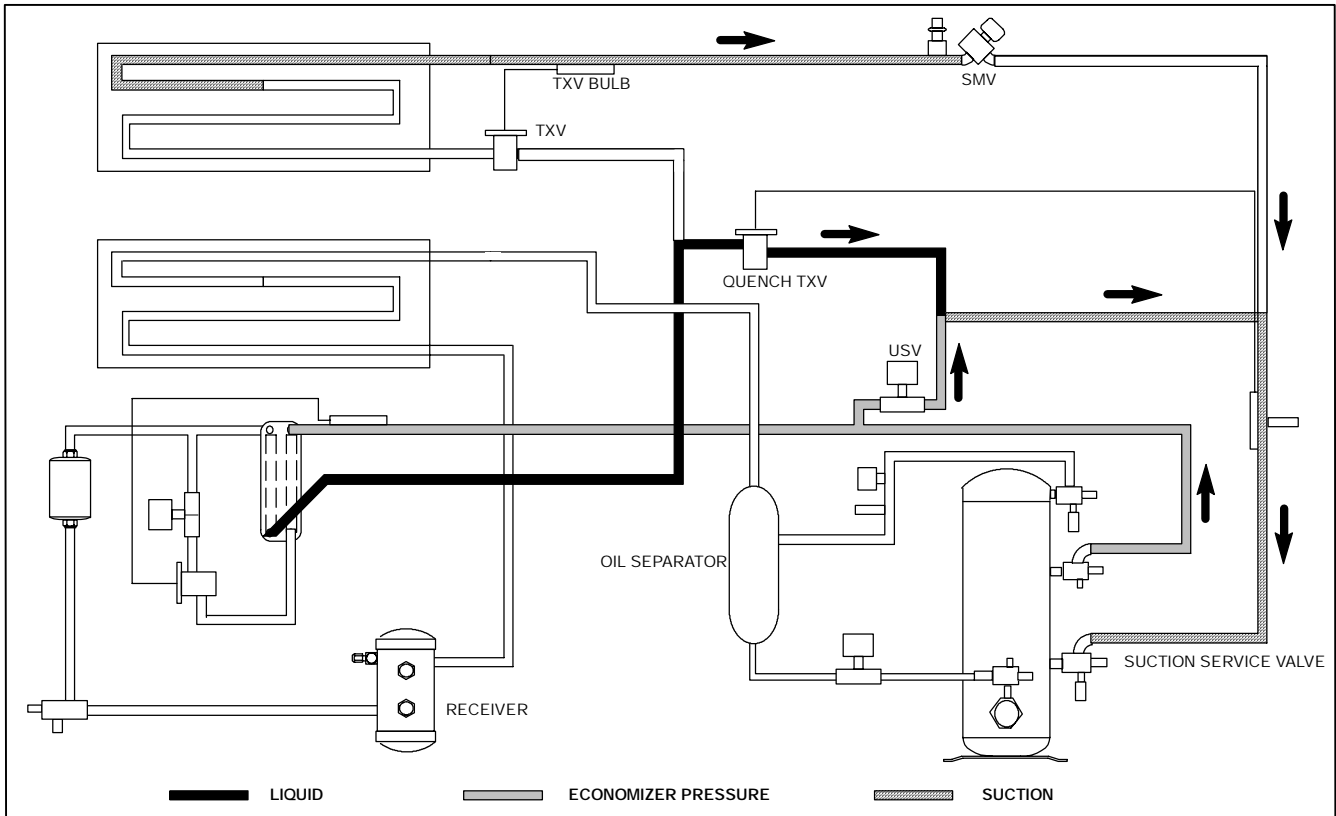 TXV BULB
SMV
TXV
QUENCH TXV
USV
OIL SEPARATOR
SUCTION SERVICE VALVE
RECEIVER
LIQUID
ECONOMIZER PRESSURE
SUCTION